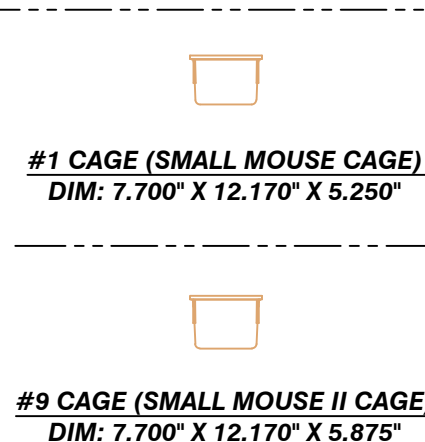 #1 CAGE (SMALL MOUSE CAGE)
DIM: 7.700" X 12.170" X 5.250"
#9 CAGE (SMALL MOUSE II CAGE)
DIM: 7.700" X 12.170" X 5.875"